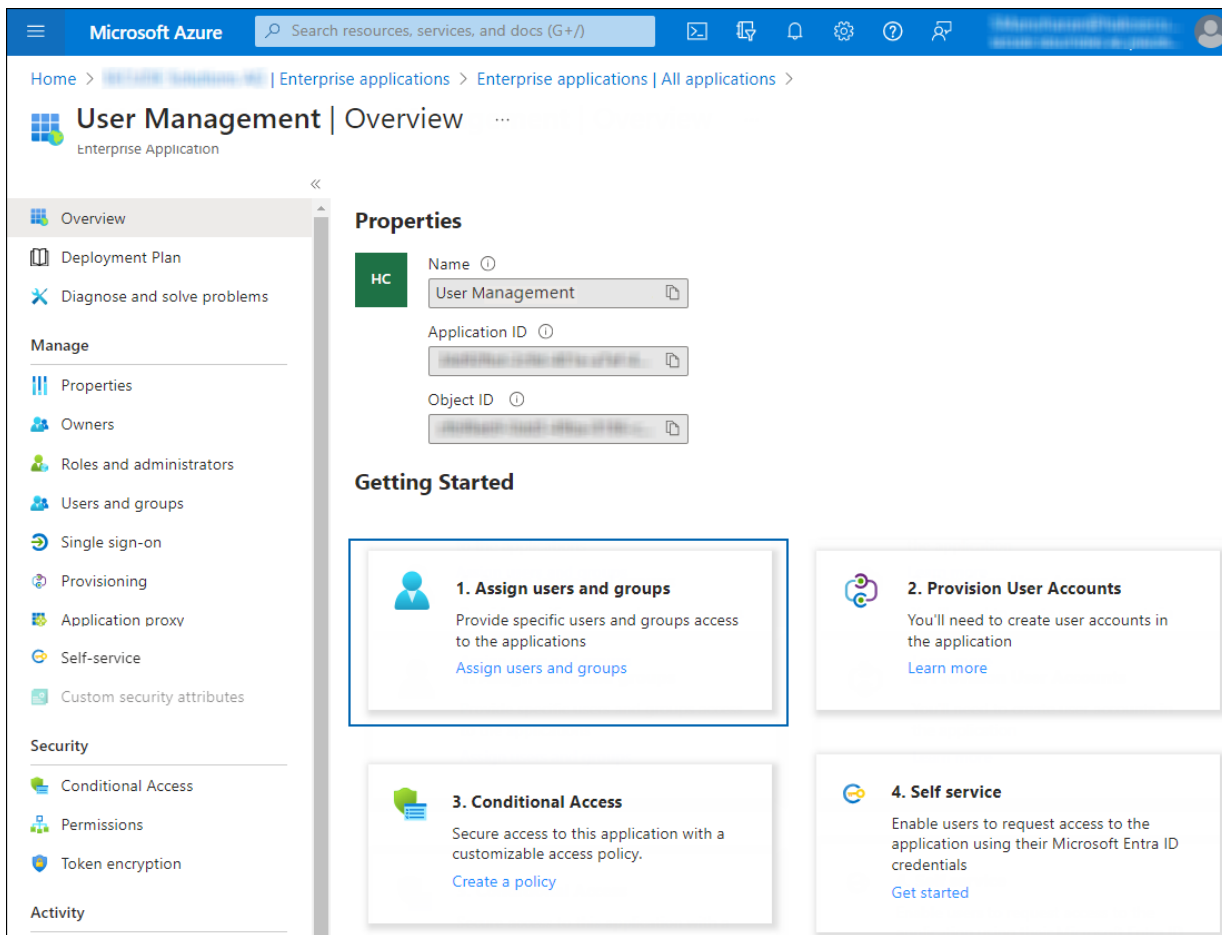 Microsoft Azure
Search resources, services, and docs (G+/)
Home > | Enterprise applications > Enterprise applications | All applications >
User Management | Overview ...
Enterprise Application
«
Overview
Deployment Plan
Diagnose and solve problems
Manage
Properties
Owners
Roles and administrators
Users and groups
Single sign-on
Provisioning
Application proxy
Self-service
Custom security attributes
Security
Conditional Access
Permissions
Token encryption
Activity
Properties
HC
Name
User Management
Application ID
Object ID
Getting Started
1. Assign users and groups
Provide specific users and groups access
to the applications
Assign users and groups
2. Provision User Accounts
You'll need to create user accounts in
the application
Learn more
3. Conditional Access
Secure access to this application with a
customizable access policy.
Create a policy
4. Self service
Enable users to request access to the
application using their Microsoft Entra ID
credentials
Get started